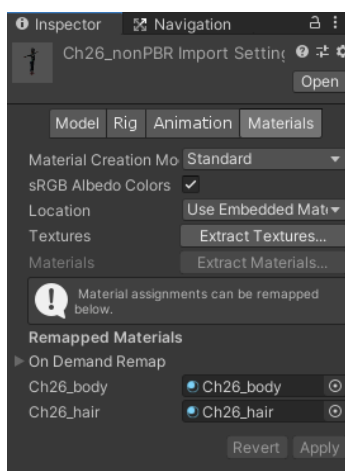 Inspector Navigation
Ch26_nonPBR Import Setting
Open
Model Rig Animation Materials
Material Creation Mo Standard
sRGB Albedo Colors
Location Use Embedded Mat
Textures Extract Textures...
Materials Extract Materials...
Material assignments can be remapped
below.
Remapped Materials
On Demand Remap
Ch26_body Ch26_body
Ch26_hair Ch26_hair
Revert Apply